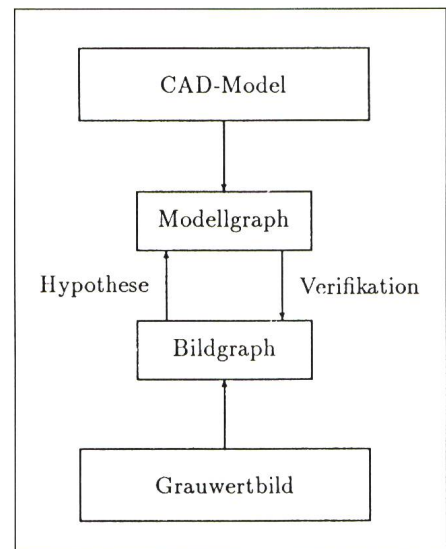 CAD-Model
Modellgraph
Hypothese
Verifikation
Bildgraph
Grauwertbild